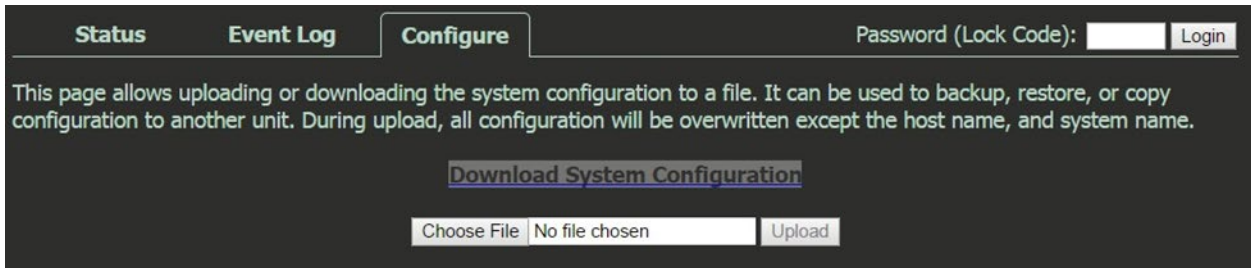 Status Event Log Configure Password (Lock Code): Login
This page allows uploading or downloading the system configuration to a file. It can be used to backup, restore, or copy
configuration to another unit. During upload, all configuration will be overwritten except the host name, and system name.
Download System Configuration
Choose File No file chosen Upload